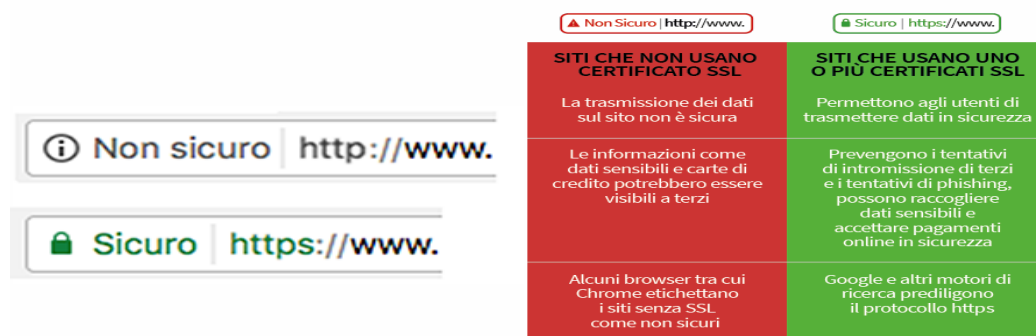 Non sicuro | http://www.
Sicuro | https://www.
Non Sicuro | http://www.
SITI CHE NON USANO
CERTIFICATO SSL
La trasmissione dei dati
sul sito non è sicura
Le informazioni come
dati sensibili e carte di
credito potrebbero essere
visibili a terzi
Alcuni browser tra cui
Chrome etichettano
i siti senza SSL
come non sicuri
Sicuro | https://www.
SITI CHE USANO UNO
O PIÙ CERTIFICATI SSL
Permettono agli utenti di
trasmettere dati in sicurezza
Prevengono i tentativi
di intromissione di terzi
e i tentativi di phishing,
possono raccogliere
dati sensibili e
accettare pagamenti
online in sicurezza
Google e altri motori di
ricerca prediligono
il protocollo https